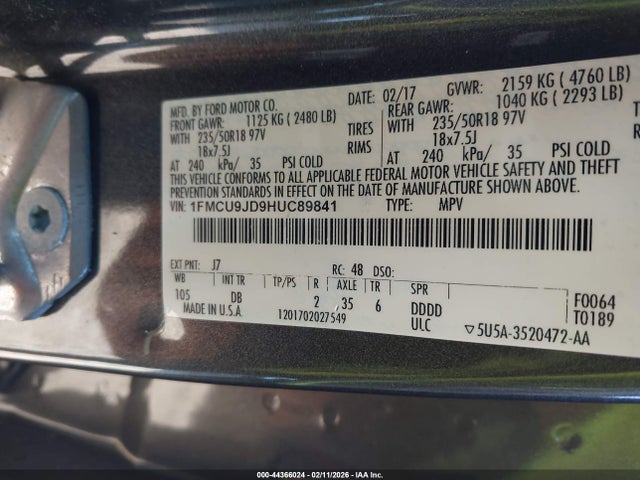 MFD. BY FORD MOTOR CO. DATE: 02/17 GVWR: 2159 KG ( 4760 LB)
FRONT GAWR: 1125 KG ( 2480 LB) REAR GAWR: 1040 KG ( 2293 LB)
WITH 235/50R18 97V TIRES WITH 235/50R18 97V
18x7.5J RIMS 18x7.5J
AT 240 kPa/ 35 PSI COLD AT 240 kPa/ 35 PSI COLD
THIS VEHICLE CONFORMS TO ALL APPLICABLE FEDERAL MOTOR VEHICLE SAFETY AND THEFT
PREVENTION STANDARDS IN EFFECT ON THE DATE OF MANUFACTURE SHOWN ABOVE.
VIN: 1FMCU9JD9HUC89841 TYPE: MPV
EXT PNT: J7 RC: 48 DSO:
WB INT TR TP/PS R AXLE TR SPR
105 DB 2 35 6 DDDD F0064
MADE IN U.S.A. 1201702027549 ULC T0189
5U5A-3520472-AA
000-44366024 - 02/11/2026 - IAA Inc.